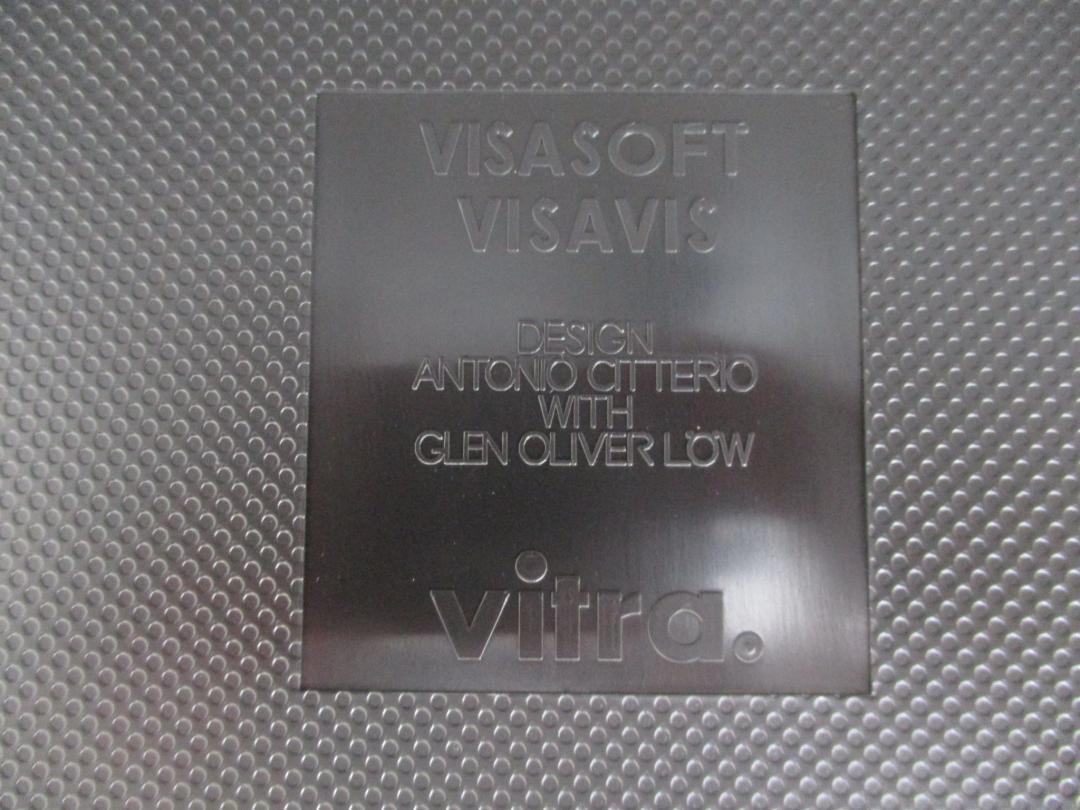 VISASOFT
VISAVIS
DESIGN
ANTONIO CITTERIO
WITH
GLEN OLIVER LÖW
vitra.